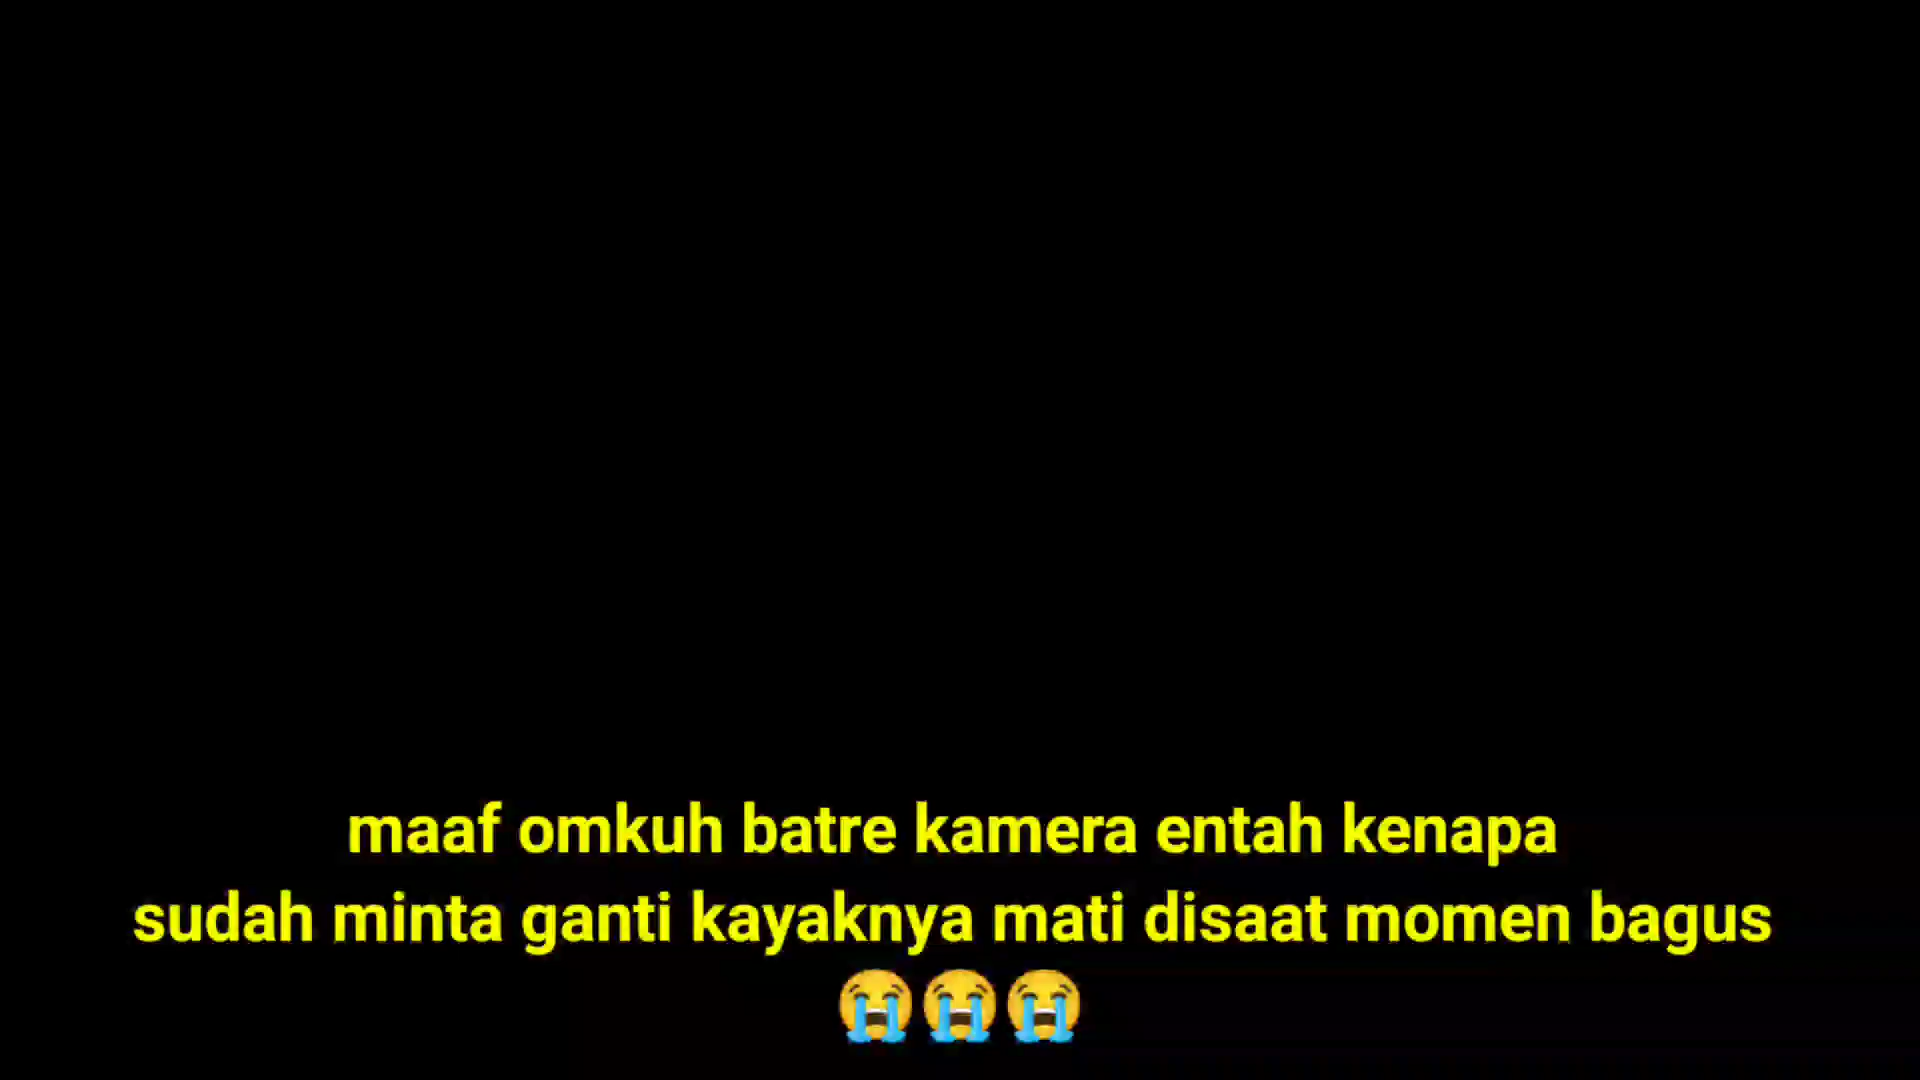 maaf omkuh batre kamera entah kenapa
sudah minta ganti kayaknya mati disaat momen bagus
😭😭😭